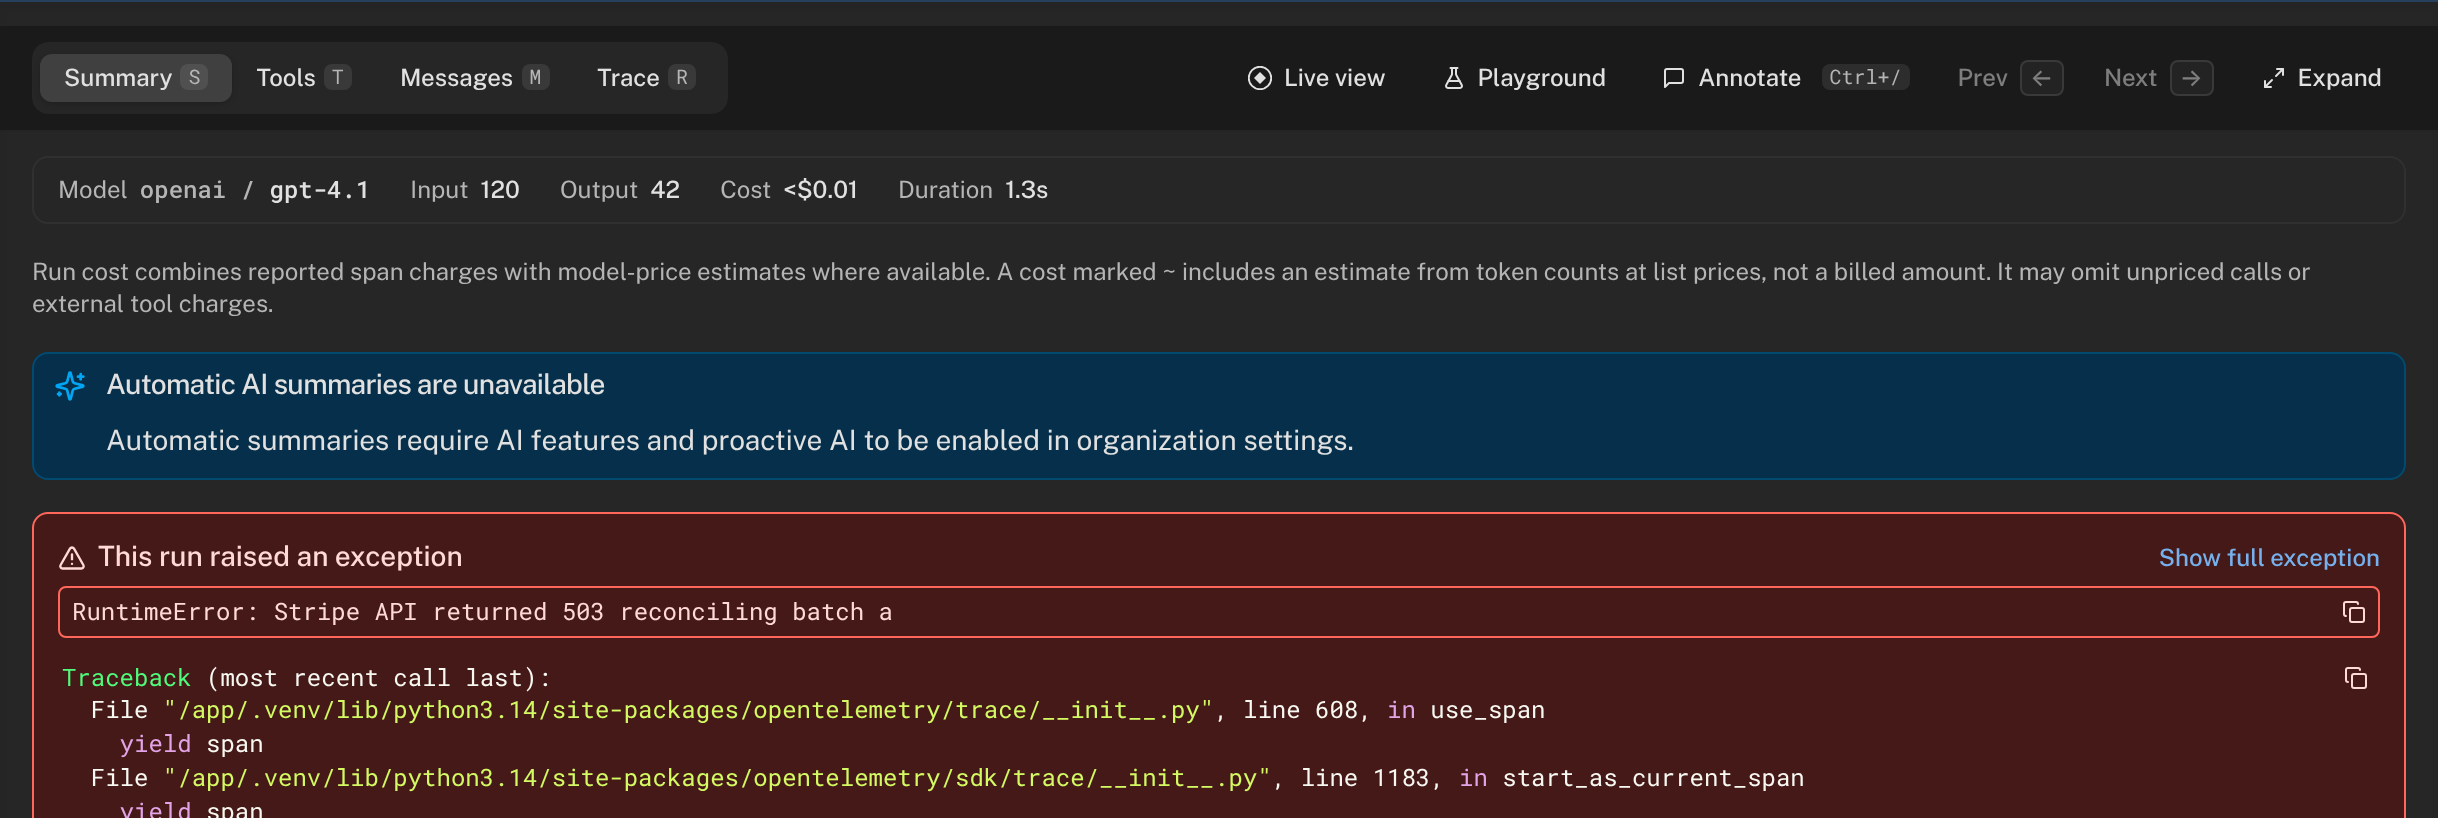 Summary S Tools T Messages M Trace R Live view Playground Annotate Ctrl+/ Prev ← Next → Expand
Model openai / gpt-4.1 Input 120 Output 42 Cost <$0.01 Duration 1.3s
Run cost combines reported span charges with model-price estimates where available. A cost marked ~ includes an estimate from token counts at list prices, not a billed amount. It may omit unpriced calls or
external tool charges.
Automatic AI summaries are unavailable
Automatic summaries require AI features and proactive AI to be enabled in organization settings.
This run raised an exception Show full exception
RuntimeError: Stripe API returned 503 reconciling batch a
Traceback (most recent call last):
  File "/app/.venv/lib/python3.14/site-packages/opentelemetry/trace/__init__.py", line 608, in use_span
    yield span
  File "/app/.venv/lib/python3.14/site-packages/opentelemetry/sdk/trace/__init__.py", line 1183, in start_as_current_span
    yield span